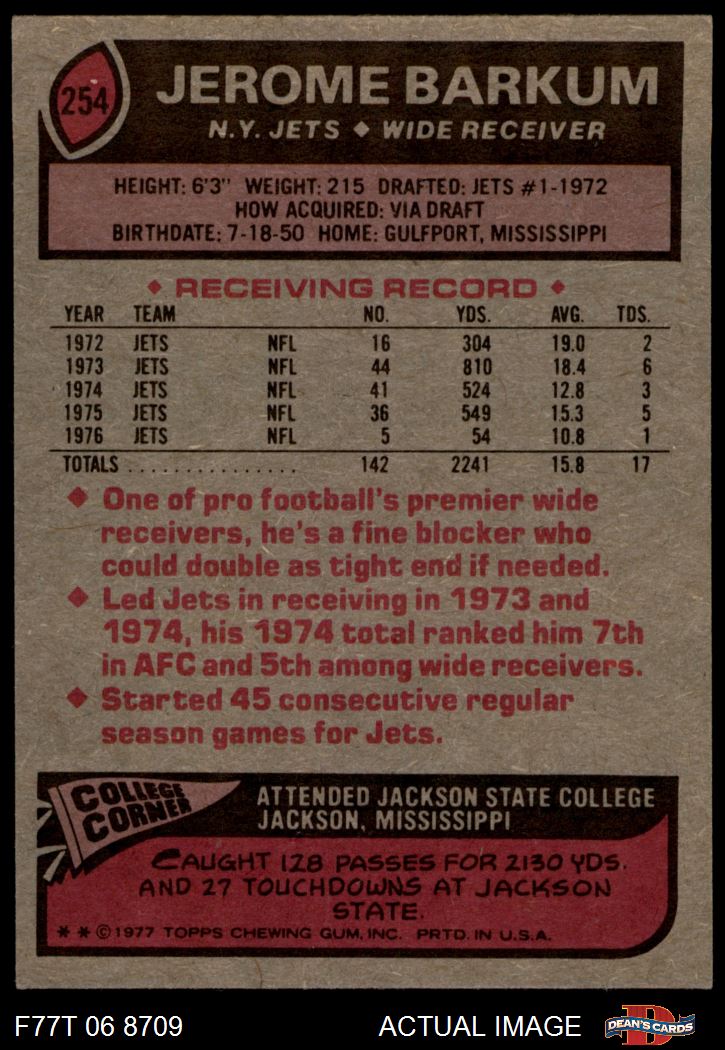 254
JEROME BARKUM
N.Y. JETS ◆ WIDE RECEIVER
HEIGHT: 6'3" WEIGHT: 215 DRAFTED: JETS #1-1972
HOW ACQUIRED: VIA DRAFT
BIRTHDATE: 7-18-50 HOME: GULFPORT, MISSISSIPPI
◆ RECEIVING RECORD ◆
YEAR TEAM NO. YDS. AVG. TDS.
1972 JETS NFL 16 304 19.0 2
1973 JETS NFL 44 810 18.4 6
1974 JETS NFL 41 524 12.8 3
1975 JETS NFL 36 549 15.3 5
1976 JETS NFL 5 54 10.8 1
TOTALS . . . . . . . . . . . . . . . 142 2241 15.8 17
◆ One of pro football's premier wide
receivers, he's a fine blocker who
could double as tight end if needed.
◆ Led Jets in receiving in 1973 and
1974, his 1974 total ranked him 7th
in AFC and 5th among wide receivers.
◆ Started 45 consecutive regular
season games for Jets.
COLLEGE
CORNER
ATTENDED JACKSON STATE COLLEGE
JACKSON, MISSISSIPPI
CAUGHT 128 PASSES FOR 2130 YDS.
AND 27 TOUCHDOWNS AT JACKSON
STATE.
* * © 1977 TOPPS CHEWING GUM, INC. PRTD. IN U.S.A.
F77T 06 8709 ACTUAL IMAGE
D
DEAN'S CARDS